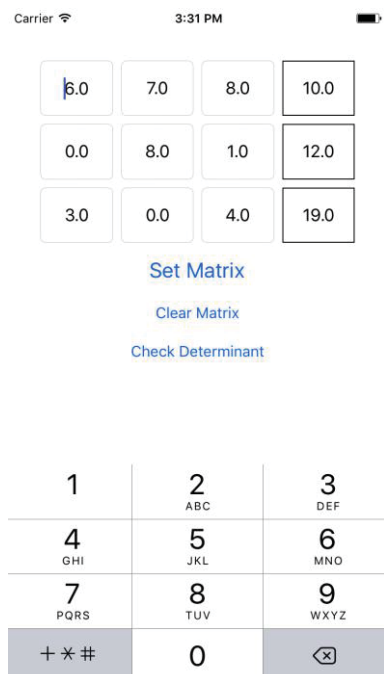 Carrier 3:31 PM
6.0 7.0 8.0 10.0
0.0 8.0 1.0 12.0
3.0 0.0 4.0 19.0
Set Matrix
Clear Matrix
Check Determinant
1 2 3
ABC DEF
4 5 6
GHI JKL MNO
7 8 9
PQRS TUV WXYZ
+*# 0